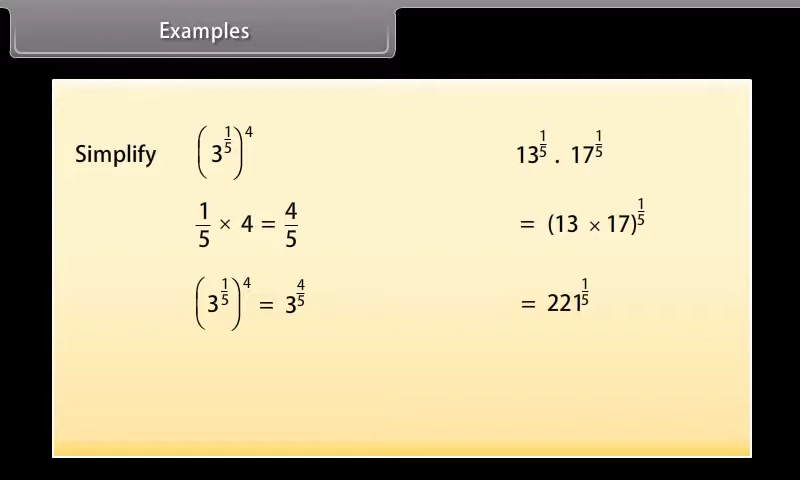 Examples
Simplify (3^{1/5})^4
1/5 × 4 = 4/5
(3^{1/5})^4 = 3^{4/5}
13^{1/5} . 17^{1/5}
= (13 × 17)^{1/5}
= 221^{1/5}